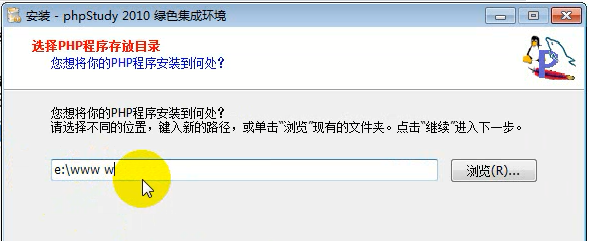 安装 - phpStudy 2010 绿色集成环境
选择PHP程序存放目录
您想将你的PHP程序安装到何处？
P
您想将你的PHP程序安装到何处？
请选择不同的位置，键入新的路径，或单击“浏览”现有的文件夹。点击“继续”进入下一步。
e:\www w
浏览(R)...